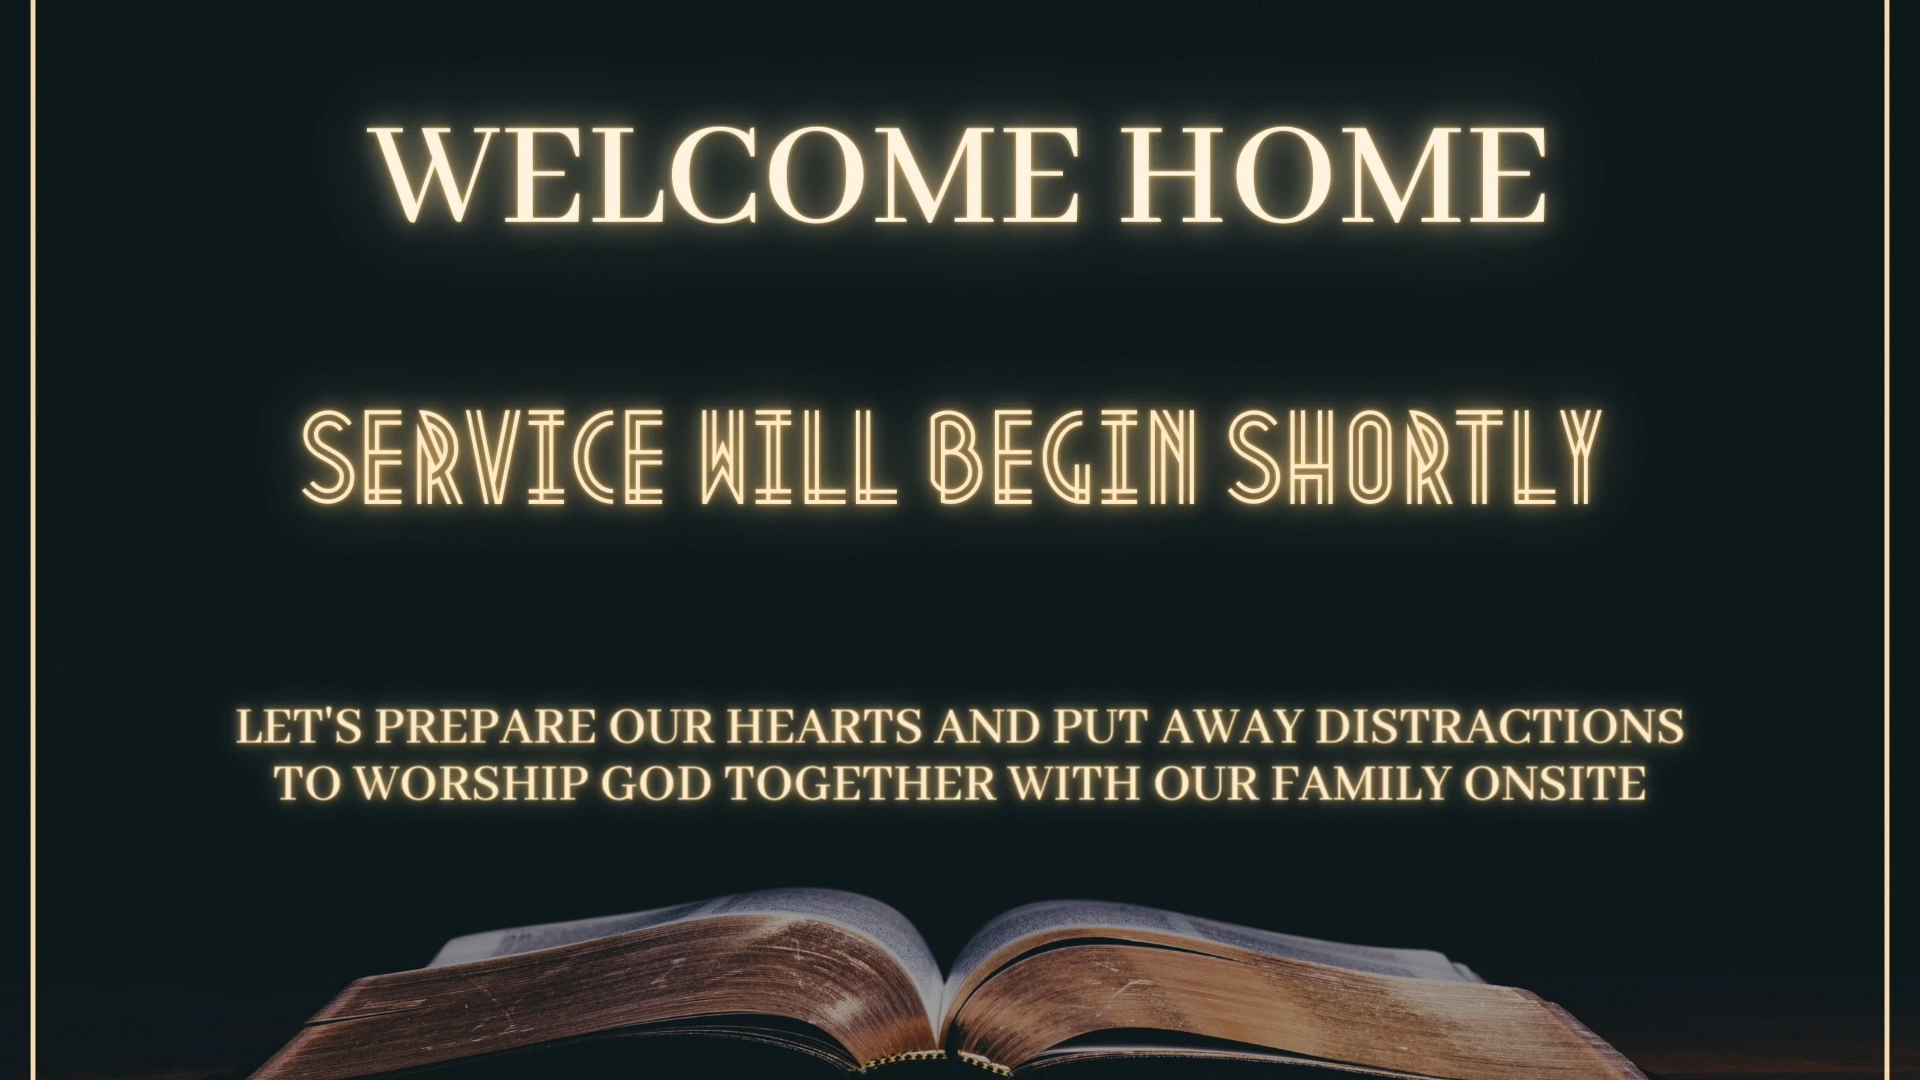 WELCOME HOME
SERVICE WILL BEGIN SHORTLY
LET'S PREPARE OUR HEARTS AND PUT AWAY DISTRACTIONS
TO WORSHIP GOD TOGETHER WITH OUR FAMILY ONSITE